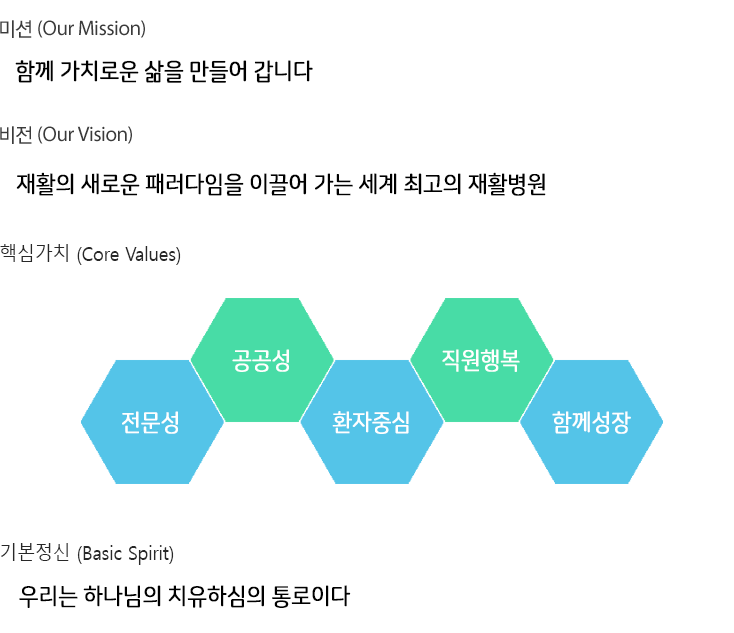 미션 (Our Mission)
함께 가치로운 삶을 만들어 갑니다
비전 (Our Vision)
재활의 새로운 패러다임을 이끌어 가는 세계 최고의 재활병원
핵심가치 (Core Values)
공공성 직원행복
전문성 환자중심 함께성장
기본정신 (Basic Spirit)
우리는 하나님의 치유하심의 통로이다